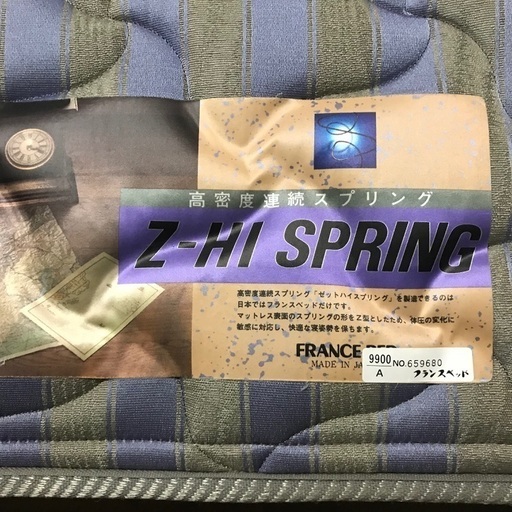 高密度連続スプリング
Z-HI SPRING
高密度連続スプリング「ゼットハイスプリング」を製造できるのは
日本ではフランスベッドだけです。
マットレス表面のスプリングの形をZ型としたため、体圧の変化に
敏感に対応し、快適な寝姿勢を保ちます。
FRANCE BED
MADE IN JA
9900 NO.659680
A フランスベッド